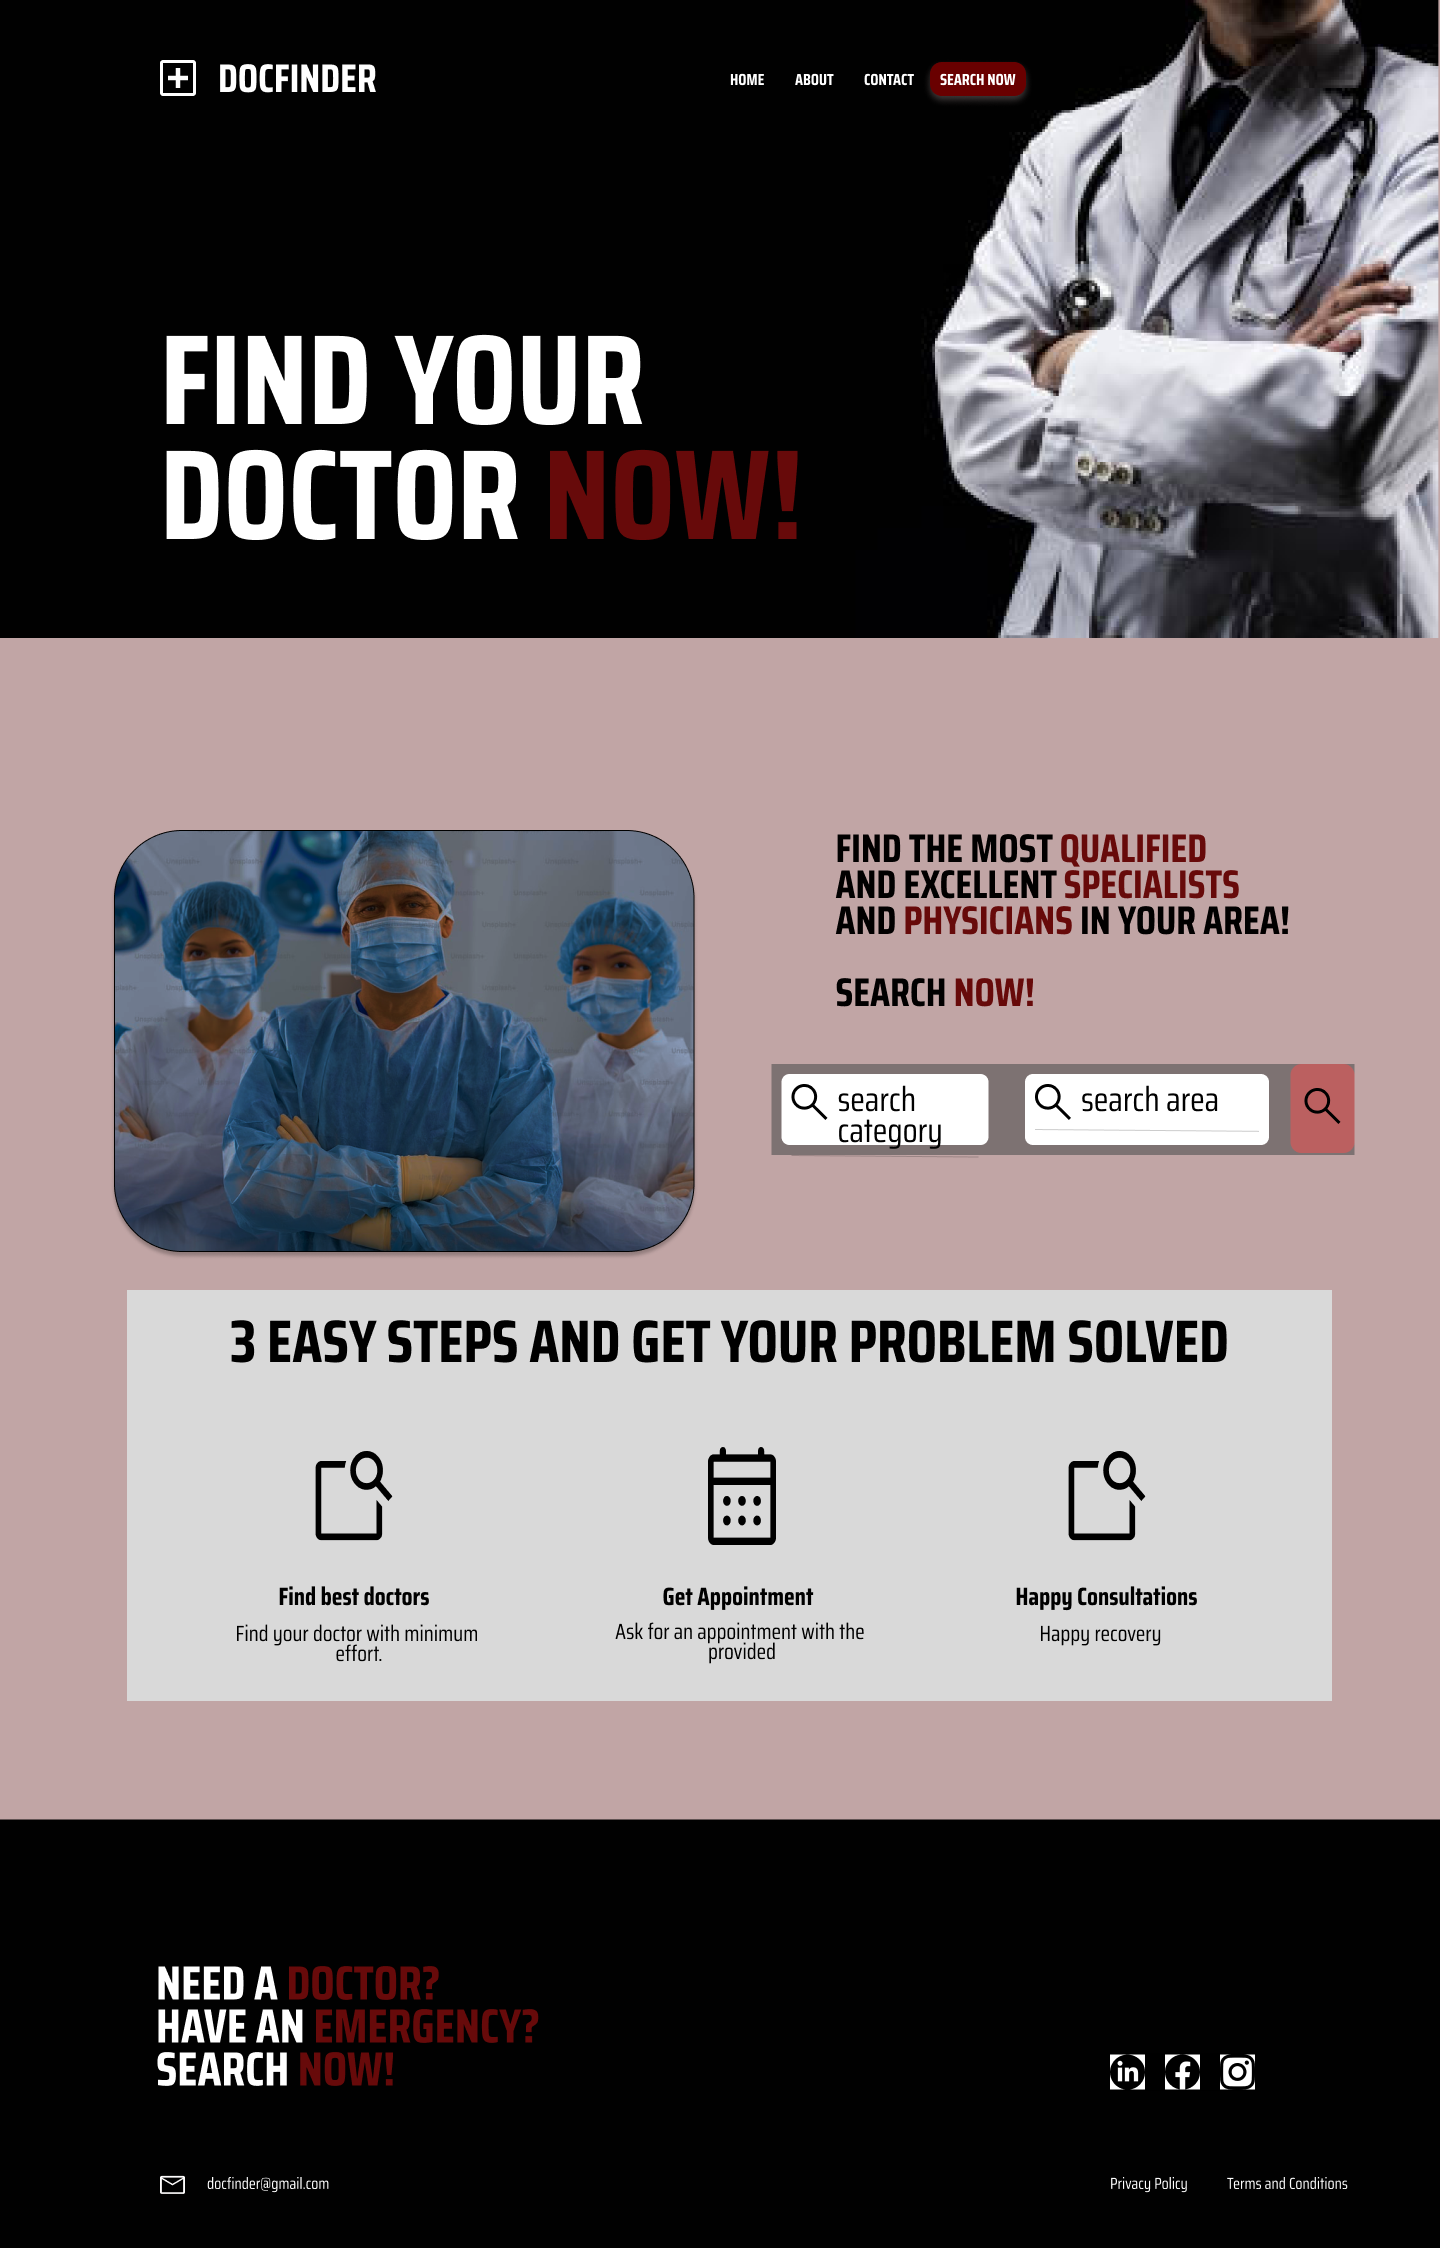 DOCFINDER
HOME ABOUT CONTACT SEARCH NOW
FIND YOUR
DOCTOR NOW!
FIND THE MOST QUALIFIED
AND EXCELLENT SPECIALISTS
AND PHYSICIANS IN YOUR AREA!
SEARCH NOW!
search
category
search area
3 EASY STEPS AND GET YOUR PROBLEM SOLVED
Find best doctors
Find your doctor with minimum
effort.
Get Appointment
Ask for an appointment with the
provided
Happy Consultations
Happy recovery
NEED A DOCTOR?
HAVE AN EMERGENCY?
SEARCH NOW!
in
docfinder@gmail.com
Privacy Policy Terms and Conditions